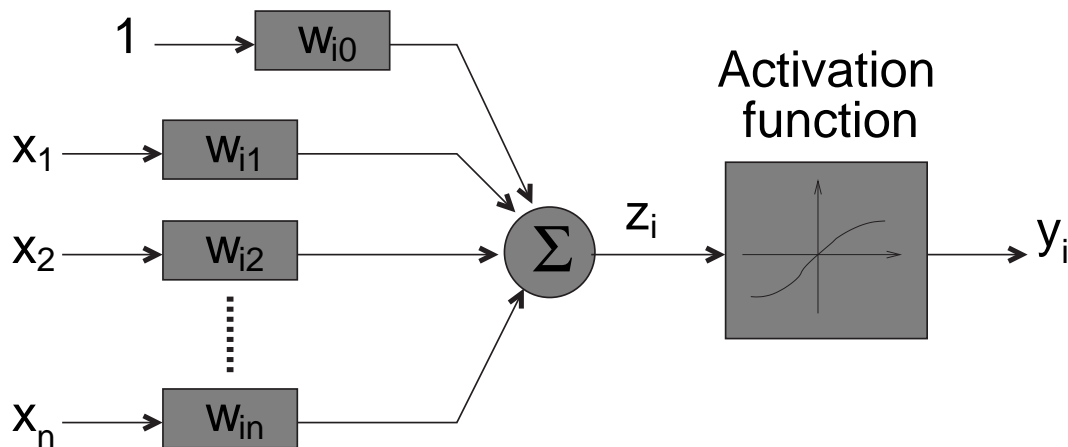 1 w_i0
Activation
function
x_1 w_i1
z_i
x_2 w_i2 Σ y_i
x_n w_in